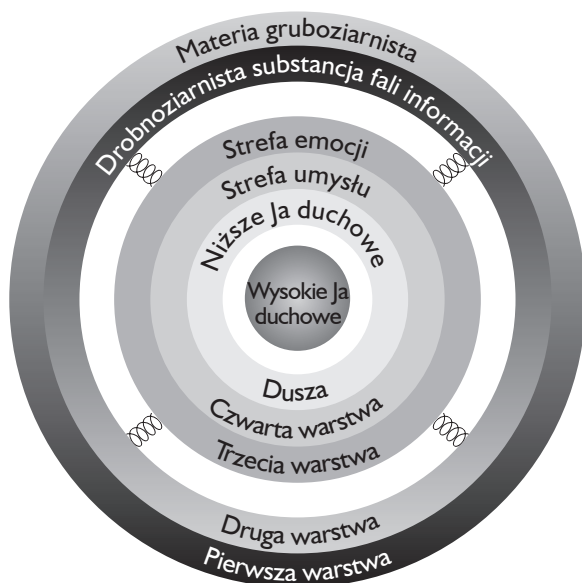 Materia gruboziarnista
Drobnoziarnista substancja fali informacji
Strefa emocji
Strefa umysłu
Niższe Ja duchowe
Wysokie Ja
duchowe
Dusza
Czwarta warstwa
Trzecia warstwa
Druga warstwa
Pierwsza warstwa